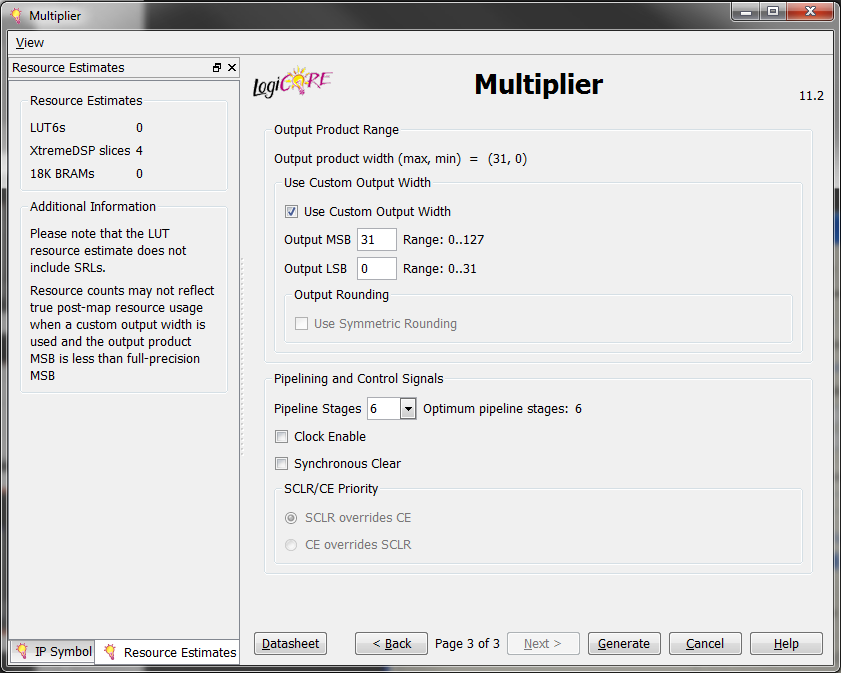 Multiplier
View
Resource Estimates
Resource Estimates
LUT6s 0
XtremeDSP slices 4
18K BRAMs 0
Additional Information
Please note that the LUT
resource estimate does not
include SRLs.
Resource counts may not reflect
true post-map resource usage
when a custom output width is
used and the output product
MSB is less than full-precision
MSB
IP Symbol
Resource Estimates
LogiCORE
Multiplier
11.2
Output Product Range
Output product width (max, min) = (31, 0)
Use Custom Output Width
Use Custom Output Width
Output MSB 31 Range: 0..127
Output LSB 0 Range: 0..31
Output Rounding
Use Symmetric Rounding
Pipelining and Control Signals
Pipeline Stages 6 Optimum pipeline stages: 6
Clock Enable
Synchronous Clear
SCLR/CE Priority
SCLR overrides CE
CE overrides SCLR
Datasheet < Back Page 3 of 3 Next > Generate Cancel Help